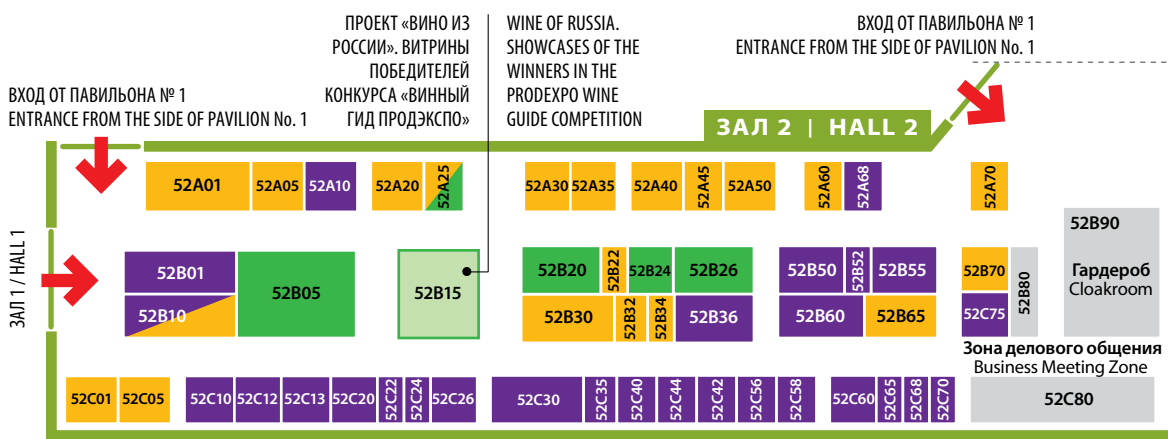 ПРОЕКТ «ВИНО ИЗ
РОССИИ». ВИТРИНЫ
ПОБЕДИТЕЛЕЙ
КОНКУРСА «ВИННЫЙ
ГИД ПРОДЭКСПО»
WINE OF RUSSIA.
SHOWCASES OF THE
WINNERS IN THE
PRODEXPO WINE
GUIDE COMPETITION
ВХОД ОТ ПАВИЛЬОНА № 1
ENTRANCE FROM THE SIDE OF PAVILION No. 1
ВХОД ОТ ПАВИЛЬОНА № 1
ENTRANCE FROM THE SIDE OF PAVILION No. 1
ЗАЛ 2 | HALL 2
52A01
52A05
52A10
52A20
52A25
52A30
52A35
52A40
52A45
52A50
52A60
52A68
52A70
ЗАЛ 1 / HALL 1
52B01
52B10
52B05
52B15
52B20
52B22
52B24
52B26
52B30
52B32
52B34
52B36
52B50
52B52
52B55
52B60
52B65
52B70
52C75
52B80
52B90
Гардероб
Cloakroom
Зона делового общения
Business Meeting Zone
52C80
52C01
52C05
52C10
52C12
52C13
52C20
52C22
52C24
52C26
52C30
52C35
52C40
52C44
52C42
52C56
52C58
52C60
52C65
52C68
52C70